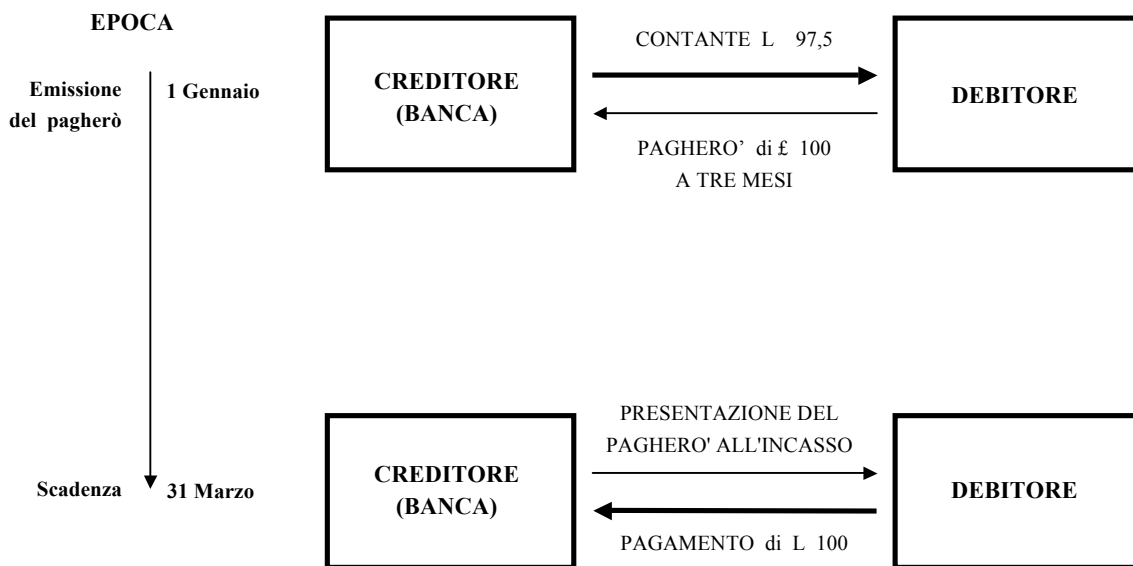 EPOCA
Emissione
del pagherò
1 Gennaio
CREDITORE
(BANCA)
CONTANTE L 97,5
PAGHERO’ di £ 100
A TRE MESI
DEBITORE
Scadenza
31 Marzo
CREDITORE
(BANCA)
PRESENTAZIONE DEL
PAGHERO' ALL'INCASSO
PAGAMENTO di L 100
DEBITORE